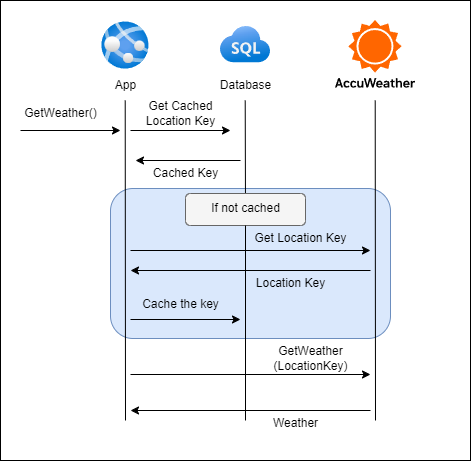 SQL
App
Database
AccuWeather
GetWeather()
Get Cached
Location Key
Cached Key
If not cached
Get Location Key
Location Key
Cache the key
GetWeather
(LocationKey)
Weather